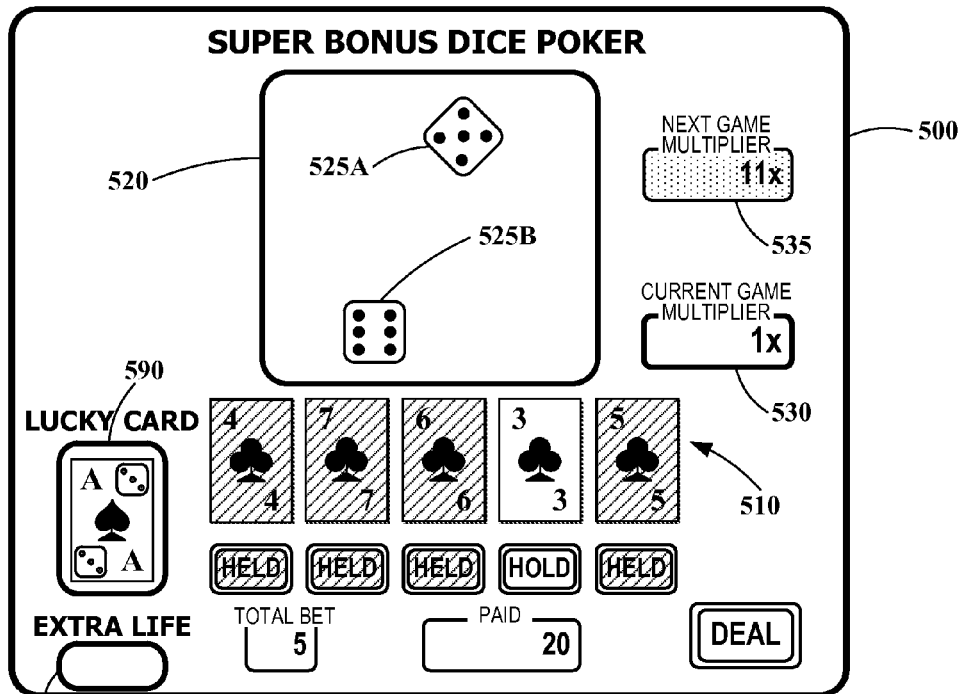 SUPER BONUS DICE POKER
NEXT GAME
MULTIPLIER
11x
500
525A
520
525B
535
CURRENT GAME
MULTIPLIER
1x
590
530
LUCKY CARD
4 7 6 3 5
A
A
4 7 6 3 5
510
HELD HELD HELD HOLD HELD
EXTRA LIFE
TOTAL BET
5
PAID
20
DEAL